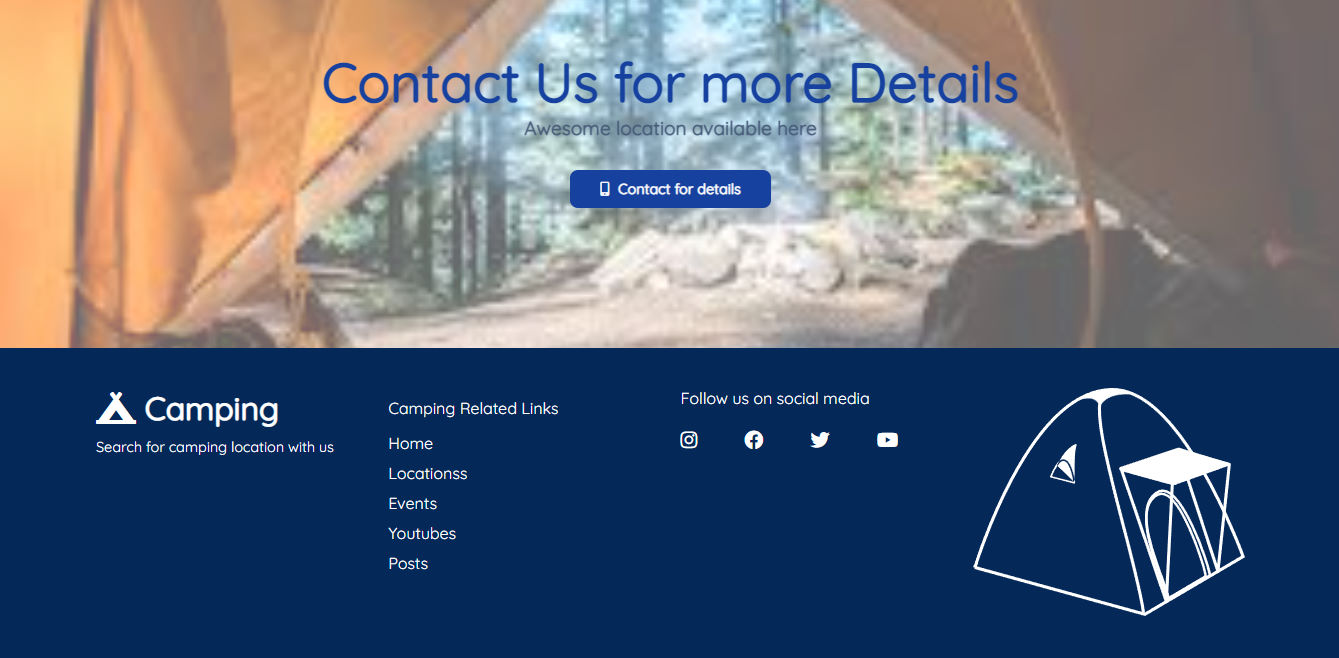 Contact Us for more Details
Awesome location available here
Contact for details
Camping
Search for camping location with us
Camping Related Links
Home
Locationss
Events
Youtubes
Posts
Follow us on social media